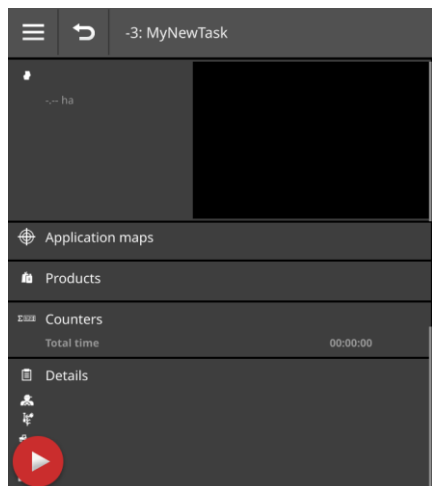 -3: MyNewTask
-.-- ha
Application maps
Products
Counters
Total time 00:00:00
Details